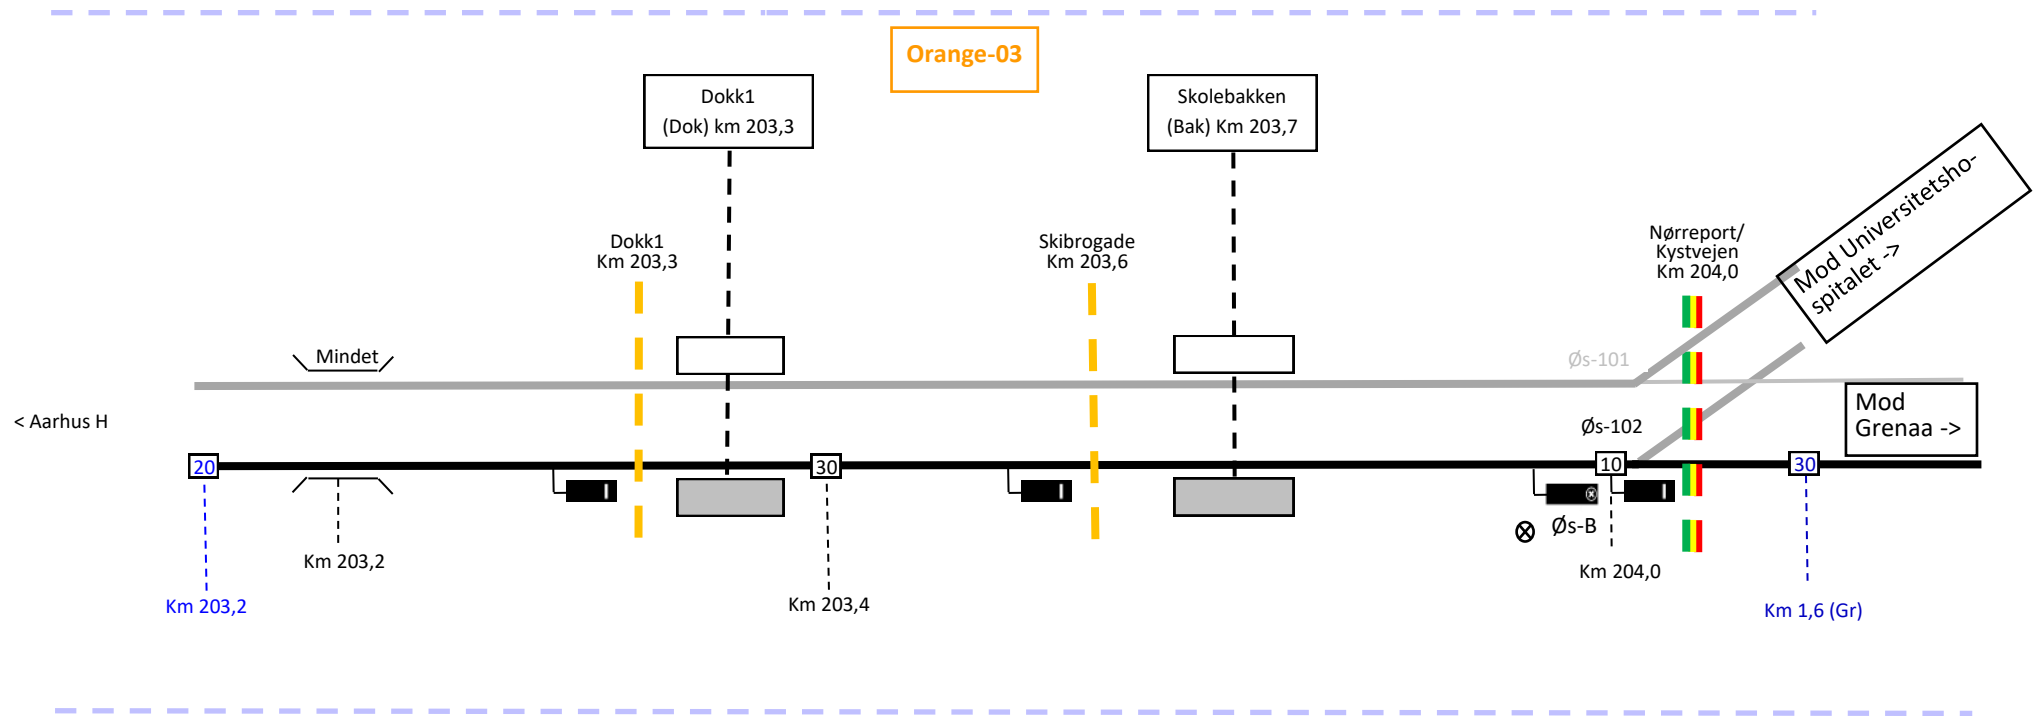 Orange-03
Dokk1
(Dok) km 203,3
Skolebakken
(Bak) Km 203,7
Mod Universitetsho-
spitalet ->
Dokk1
Km 203,3
Skibrogade
Km 203,6
Nørreport/
Kystvejen
Km 204,0
Mindet
Øs-101
< Aarhus H
Øs-102
Mod
Grenaa ->
20
30
10
30
Øs-B
Km 203,2
Km 204,0
Km 203,2
Km 203,4
Km 1,6 (Gr)